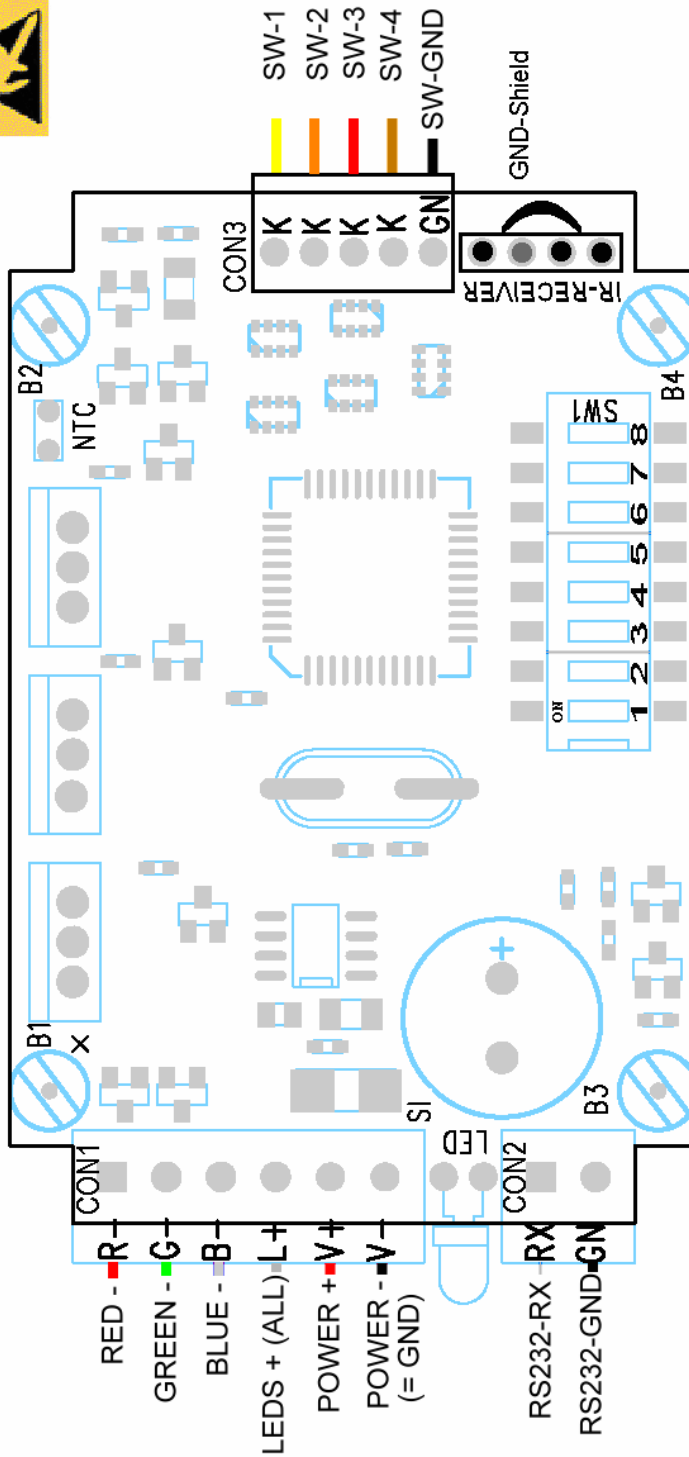 SW-1
SW-2
SW-3
SW-4
SW-GND
GND-Shield
CON3
K
K
K
K
GN
IR-RECEIVER
B2
NTC
B4
SW1
8
7
6
5
4
3
2
1
ON
B1
X
+
SI
B3
LED
CON1
R-
G-
B-
L+
V+
V-
CON2
RX
GN
RED -
GREEN -
BLUE -
LEDS + (ALL)
POWER +
POWER -
(= GND)
RS232-RX
RS232-GND